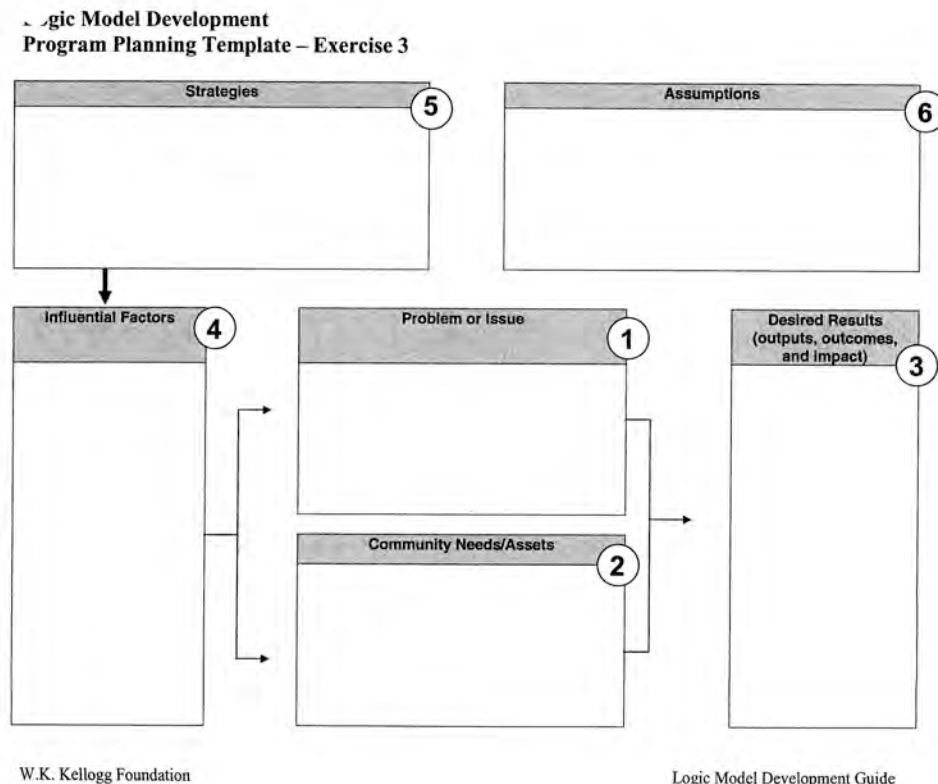 gic Model Development
Program Planning Template – Exercise 3
Strategies
5
Assumptions
6
Influential Factors
4
Problem or Issue
1
Desired Results
(outputs, outcomes,
and impact)
3
Community Needs/Assets
2
W.K. Kellogg Foundation
Logic Model Development Guide